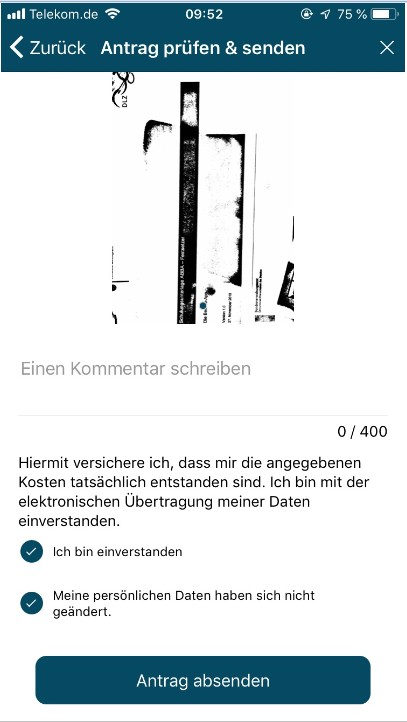 Telekom.de 09:52 75 %
Zurück Antrag prüfen & senden
DLZ
Einen Kommentar schreiben
0 / 400
Hiermit versichere ich, dass mir die angegebenen
Kosten tatsächlich entstanden sind. Ich bin mit der
elektronischen Übertragung meiner Daten
einverstanden.
Ich bin einverstanden
Meine persönlichen Daten haben sich nicht
geändert.
Antrag absenden